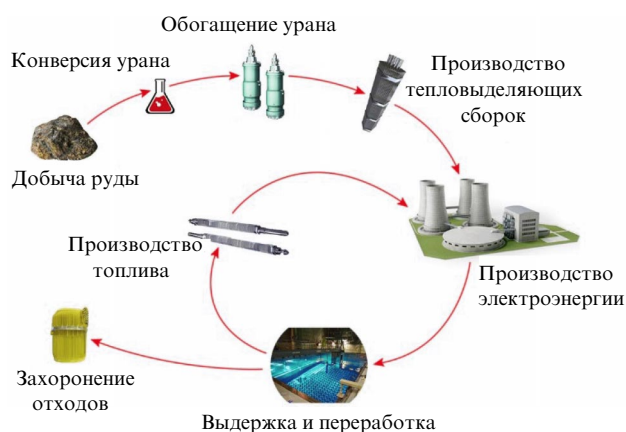 Обогащение урана
Конверсия урана
Производство
тепловыделяющих
сборок
Добыча руды
Производство
топлива
Производство
электроэнергии
Захоронение
отходов
Выдержка и переработка